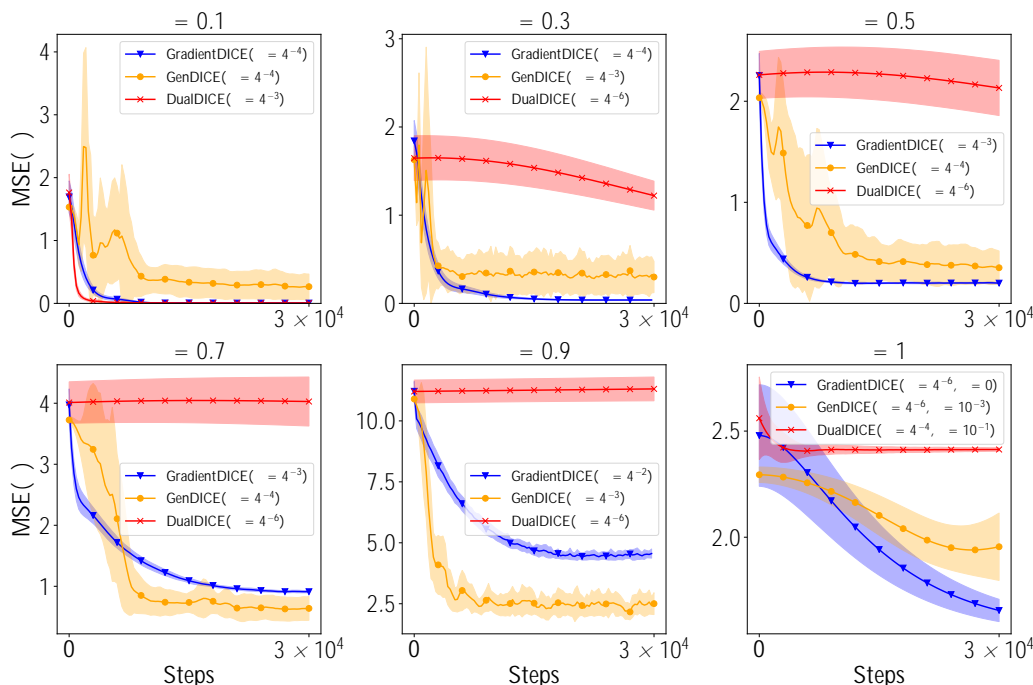 = 0.1
= 0.3
= 0.5
MSE( )
4
3
2
1
0
GradientDICE( = 4⁻⁴)
GenDICE( = 4⁻⁴)
DualDICE( = 4⁻³)
0
3 × 10⁴
3
2
1
0
GradientDICE( = 4⁻⁴)
GenDICE( = 4⁻³)
DualDICE( = 4⁻⁶)
0
3 × 10⁴
2
1
0
GradientDICE( = 4⁻³)
GenDICE( = 4⁻⁴)
DualDICE( = 4⁻⁶)
0
3 × 10⁴
= 0.7
= 0.9
= 1
MSE( )
4
3
2
1
GradientDICE( = 4⁻³)
GenDICE( = 4⁻⁴)
DualDICE( = 4⁻⁶)
0
3 × 10⁴
Steps
10.0
7.5
5.0
2.5
GradientDICE( = 4⁻²)
GenDICE( = 4⁻³)
DualDICE( = 4⁻⁶)
0
3 × 10⁴
Steps
2.5
2.0
GradientDICE( = 4⁻⁶, = 0)
GenDICE( = 4⁻⁶, = 10⁻³)
DualDICE( = 4⁻⁴, = 10⁻¹)
0
3 × 10⁴
Steps